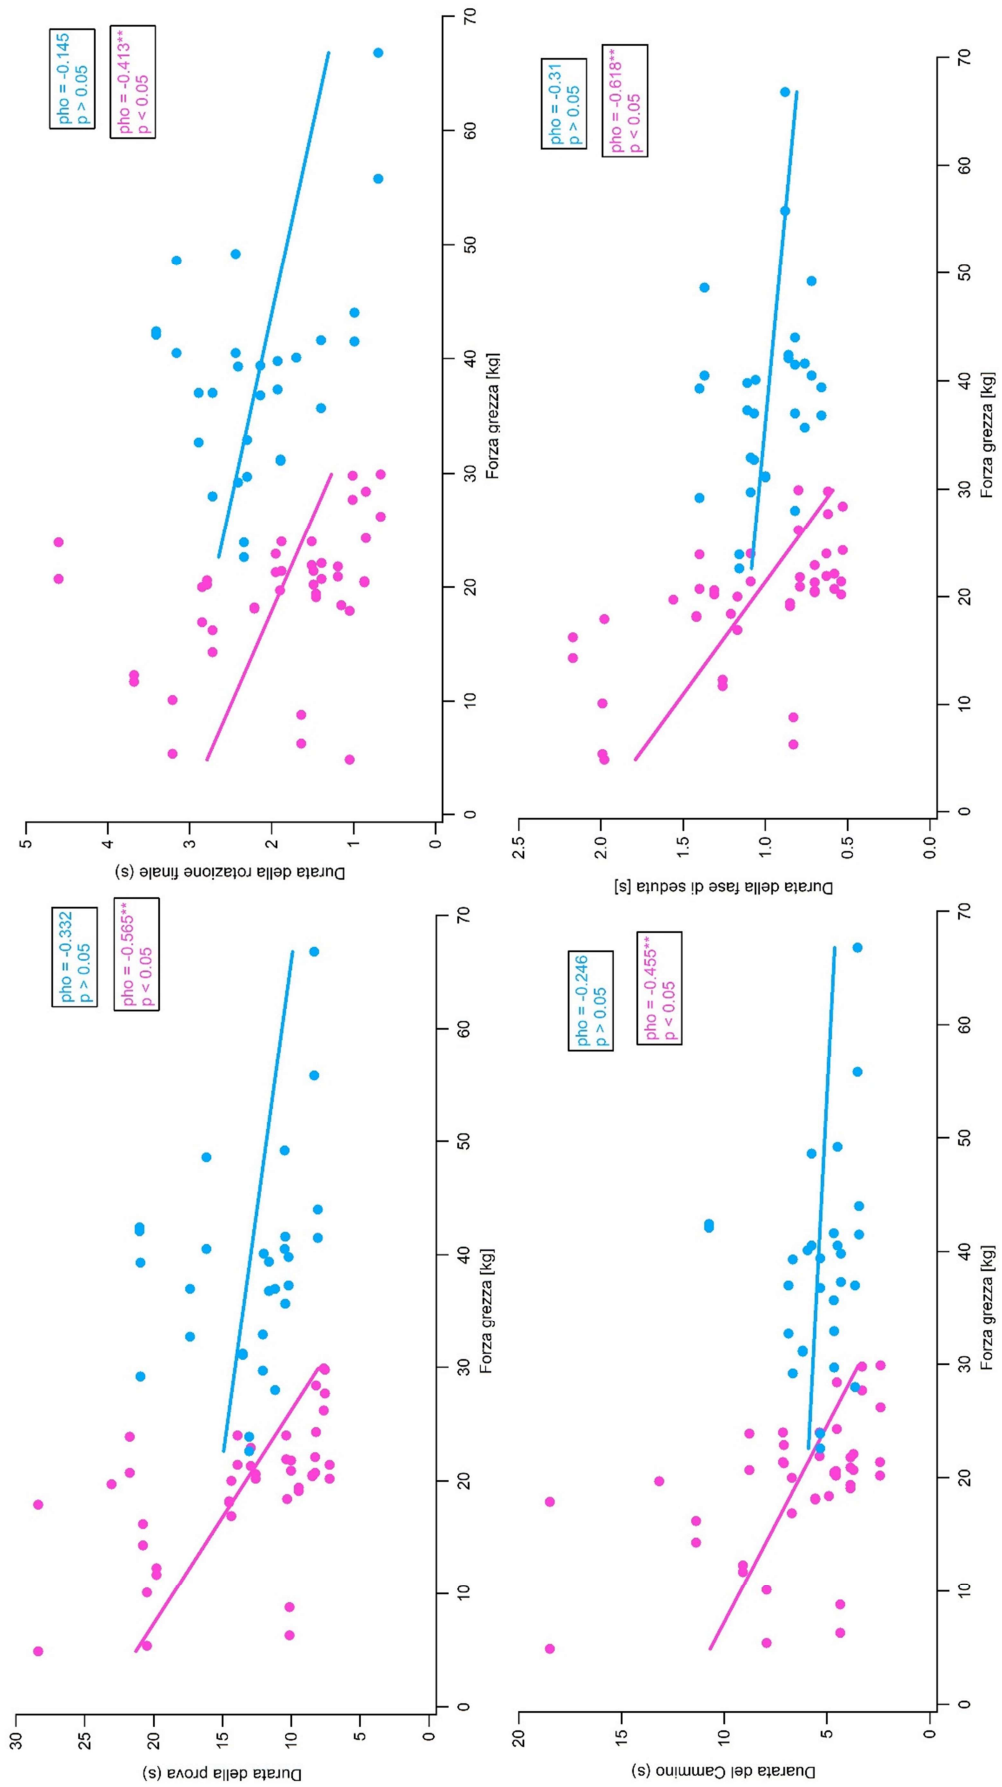 pho = -0.332
p > 0.05
pho = -0.565**
p < 0.05
Durata della prova (s)
30
25
20
15
10
5
0
0 10 20 30 40 50 60 70
Forza grezza [kg]
pho = -0.145
p > 0.05
pho = -0.413**
p < 0.05
Durata della rotazione finale (s)
5
4
3
2
1
0
0 10 20 30 40 50 60 70
Forza grezza [kg]
pho = -0.246
p > 0.05
pho = -0.455**
p < 0.05
Duarata del Cammino (s)
20
15
10
5
0
0 10 20 30 40 50 60 70
Forza grezza [kg]
pho = -0.31
p > 0.05
pho = -0.618**
p < 0.05
Durata della fase di seduta [s]
2.5
2.0
1.5
1.0
0.5
0.0
0 10 20 30 40 50 60 70
Forza grezza [kg]